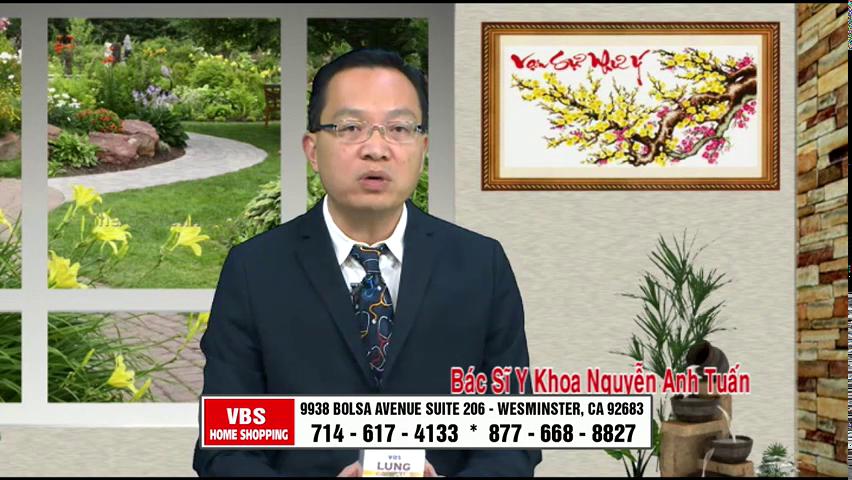 Vạn Sự Như Ý
Bác Sĩ Y Khoa Nguyễn Anh Tuấn
VBS
HOME SHOPPING
9938 BOLSA AVENUE SUITE 206 - WESMINSTER, CA 92683
714 - 617 - 4133 * 877 - 668 - 8827
VBS
LUNG